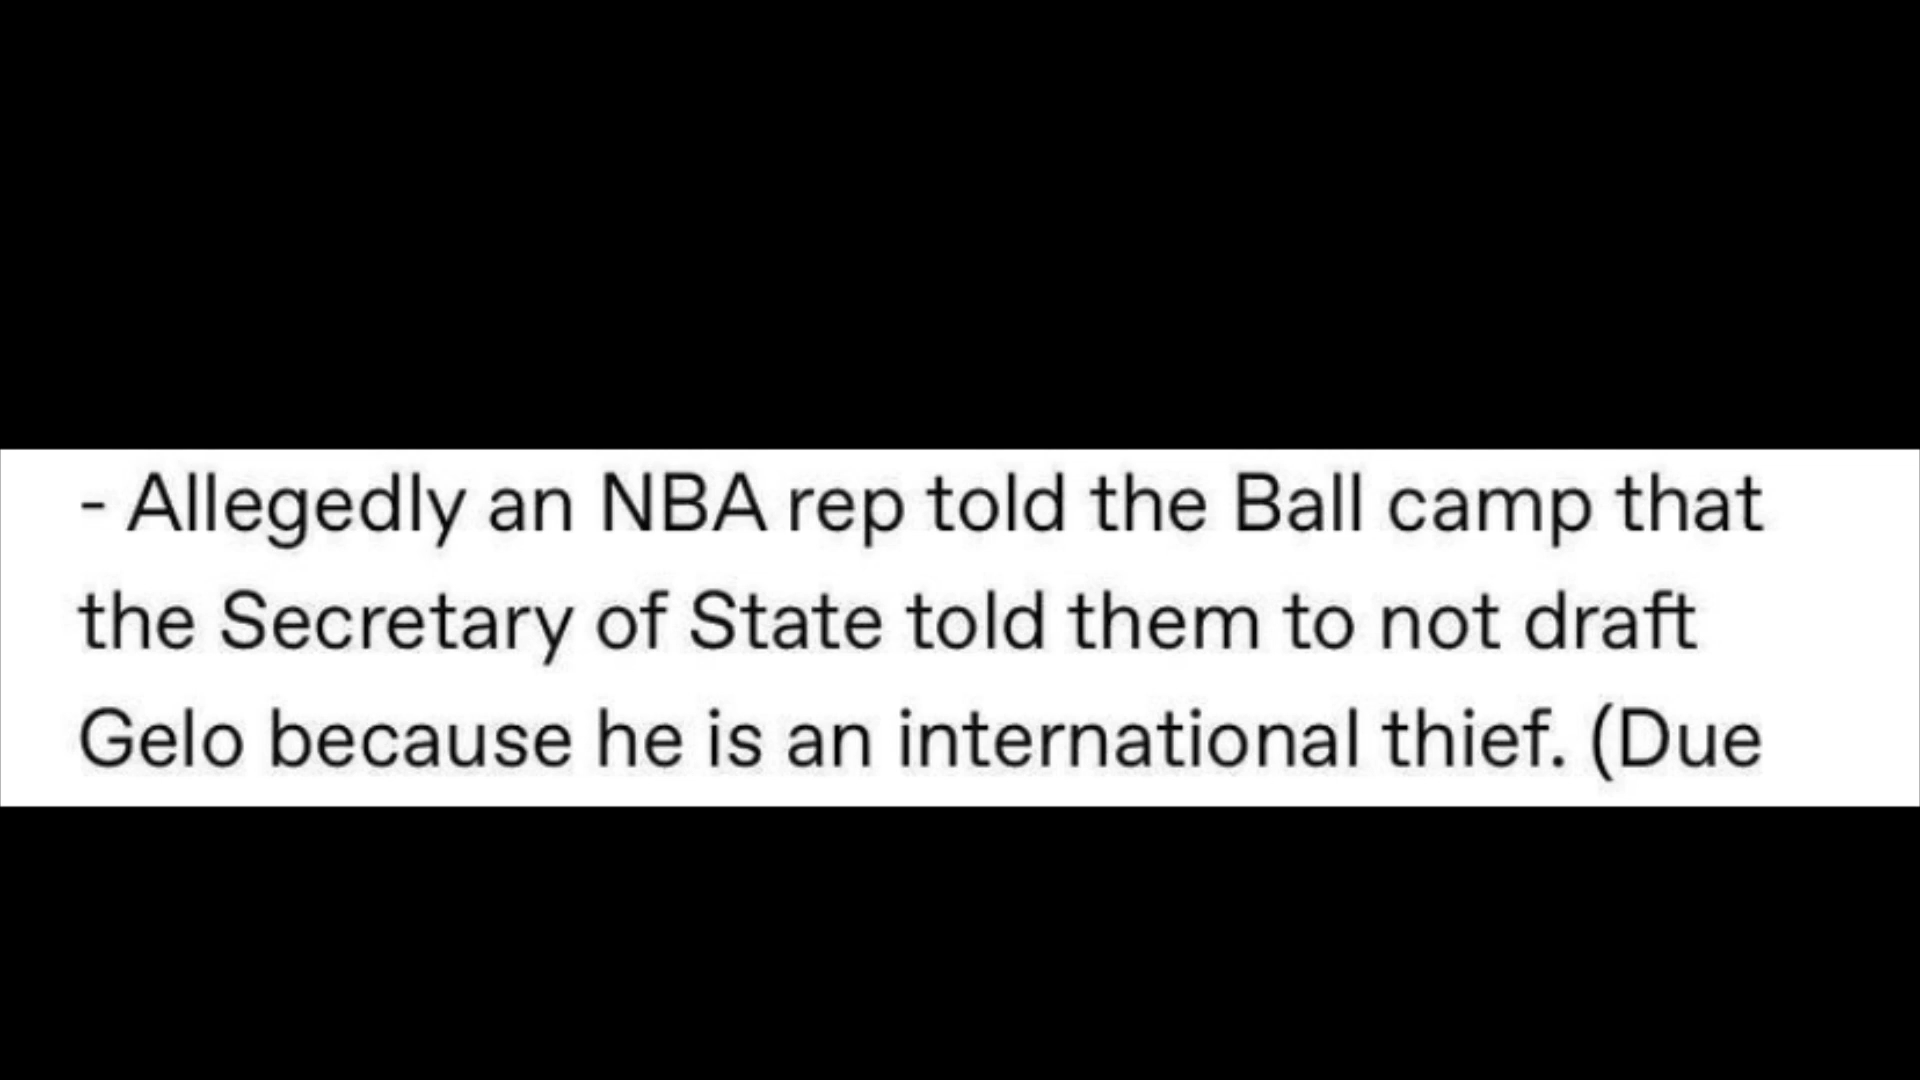 - Allegedly an NBA rep told the Ball camp that
the Secretary of State told them to not draft
Gelo because he is an international thief. (Due